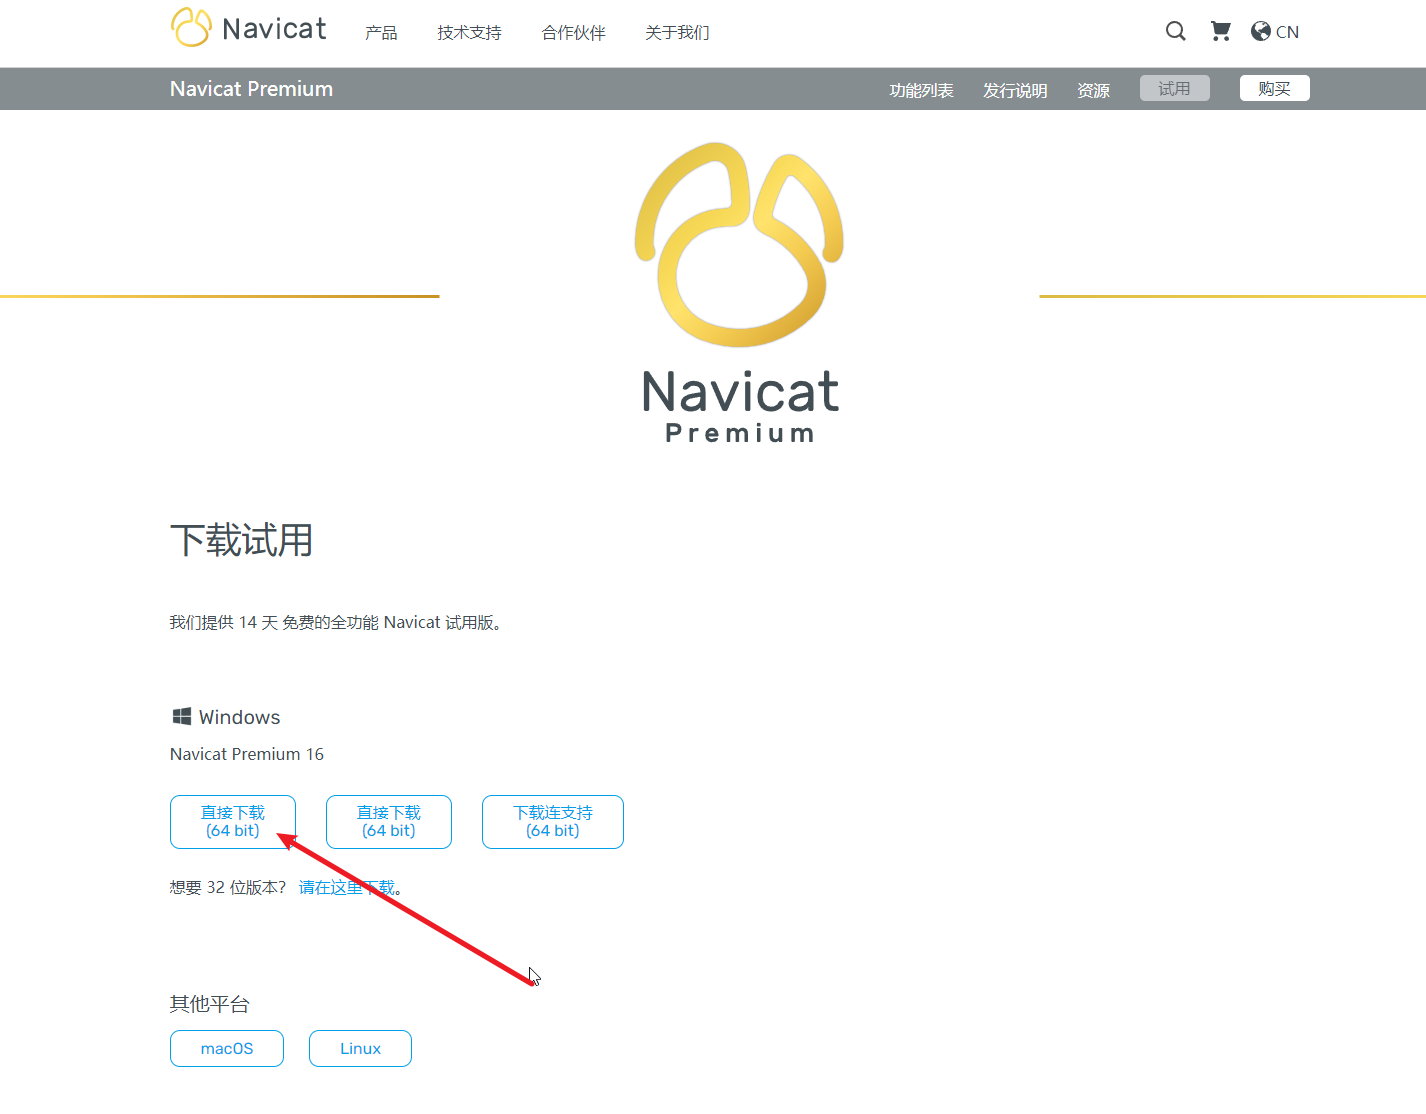 Navicat 产品 技术支持 合作伙伴 关于我们 CN
Navicat Premium 功能列表 发行说明 资源 试用 购买
Navicat
Premium
下载试用
我们提供 14 天 免费的全功能 Navicat 试用版。
Windows
Navicat Premium 16
直接下载
(64 bit)
直接下载
(64 bit)
下载连支持
(64 bit)
想要 32 位版本？ 请在这里下载。
其他平台
macOS Linux